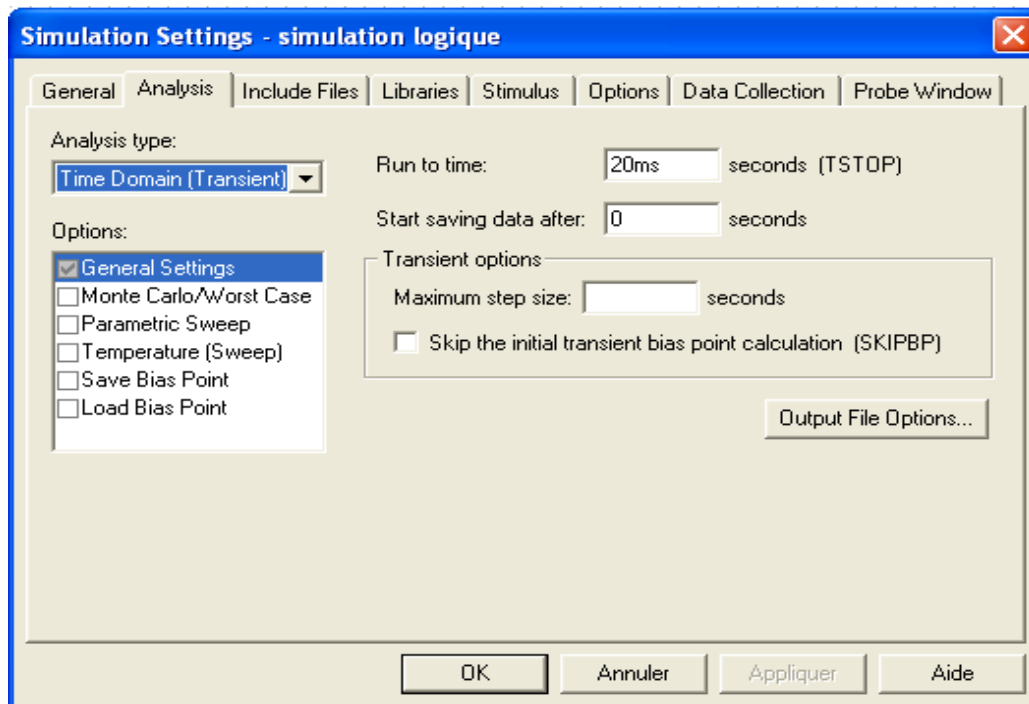 Simulation Settings - simulation logique
General Analysis Include Files Libraries Stimulus Options Data Collection Probe Window
Analysis type:
Time Domain (Transient)
Options:
General Settings
Monte Carlo/Worst Case
Parametric Sweep
Temperature (Sweep)
Save Bias Point
Load Bias Point
Run to time: 20ms seconds (TSTOP)
Start saving data after: 0 seconds
Transient options
Maximum step size: seconds
Skip the initial transient bias point calculation (SKIPBP)
Output File Options...
OK Annuler Appliquer Aide